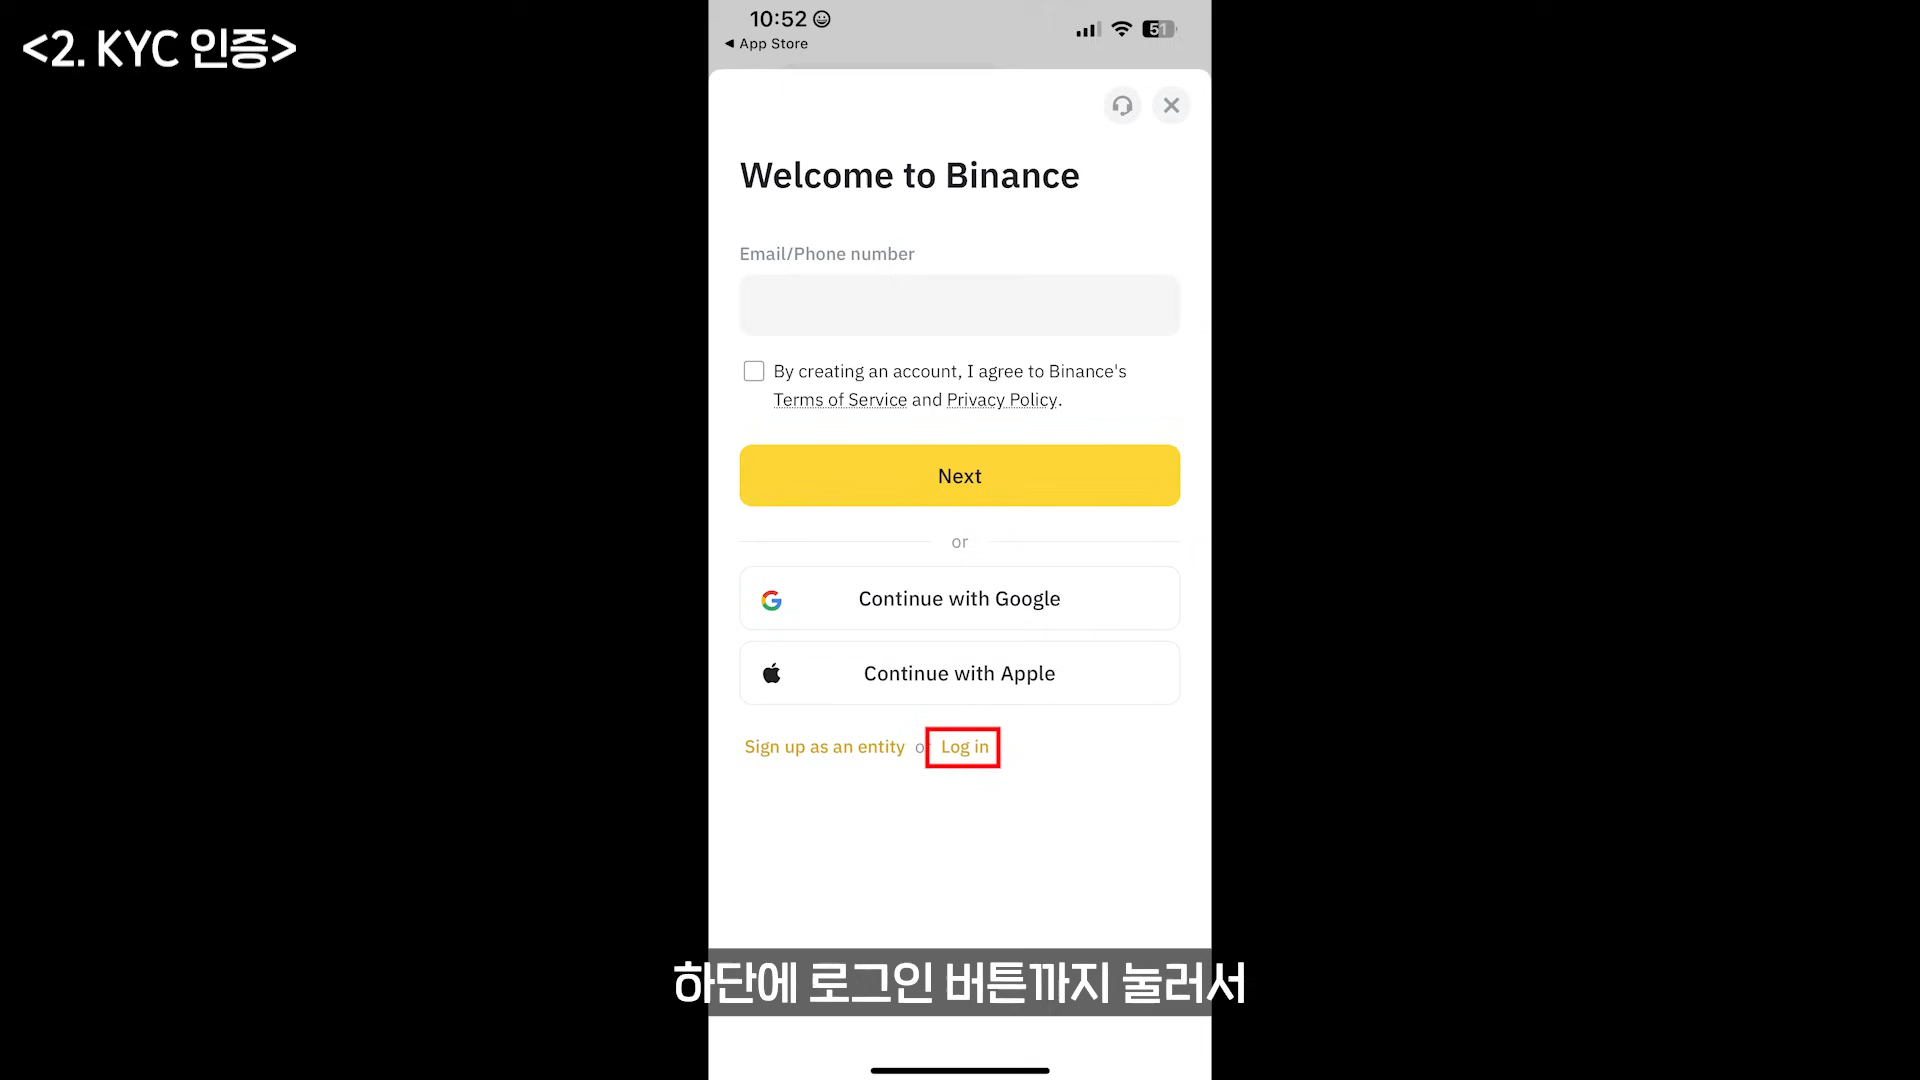 <2. KYC 인증>
10:52
51
◀ App Store
Welcome to Binance
Email/Phone number
By creating an account, I agree to Binance's
Terms of Service and Privacy Policy.
Next
or
Continue with Google
Continue with Apple
Sign up as an entity or Log in
하단에 로그인 버튼까지 눌러서